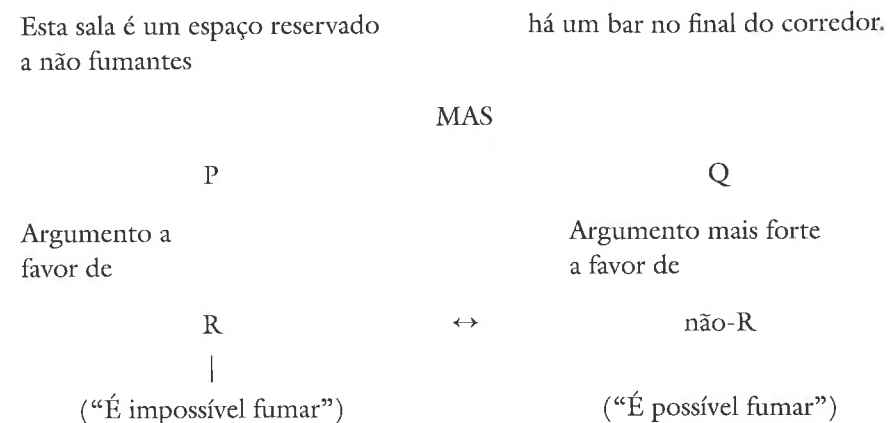 Esta sala é um espaço reservado há um bar no final do corredor.
a não fumantes
MAS
P Q
Argumento a Argumento mais forte
favor de a favor de
R ↔ não-R
|
(“É impossível fumar”) (“É possível fumar”)